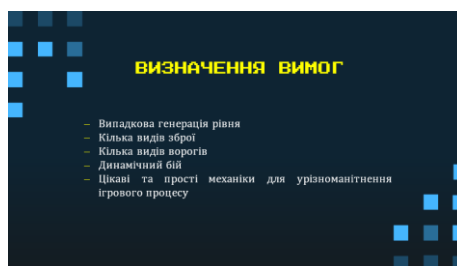 ВИЗНАЧЕННЯ ВИМОГ
– Випадкова генерація рівня
– Кілька видів зброї
– Кілька видів ворогів
– Динамічний бій
– Цікаві та прості механіки для урізноманітнення
ігрового процесу